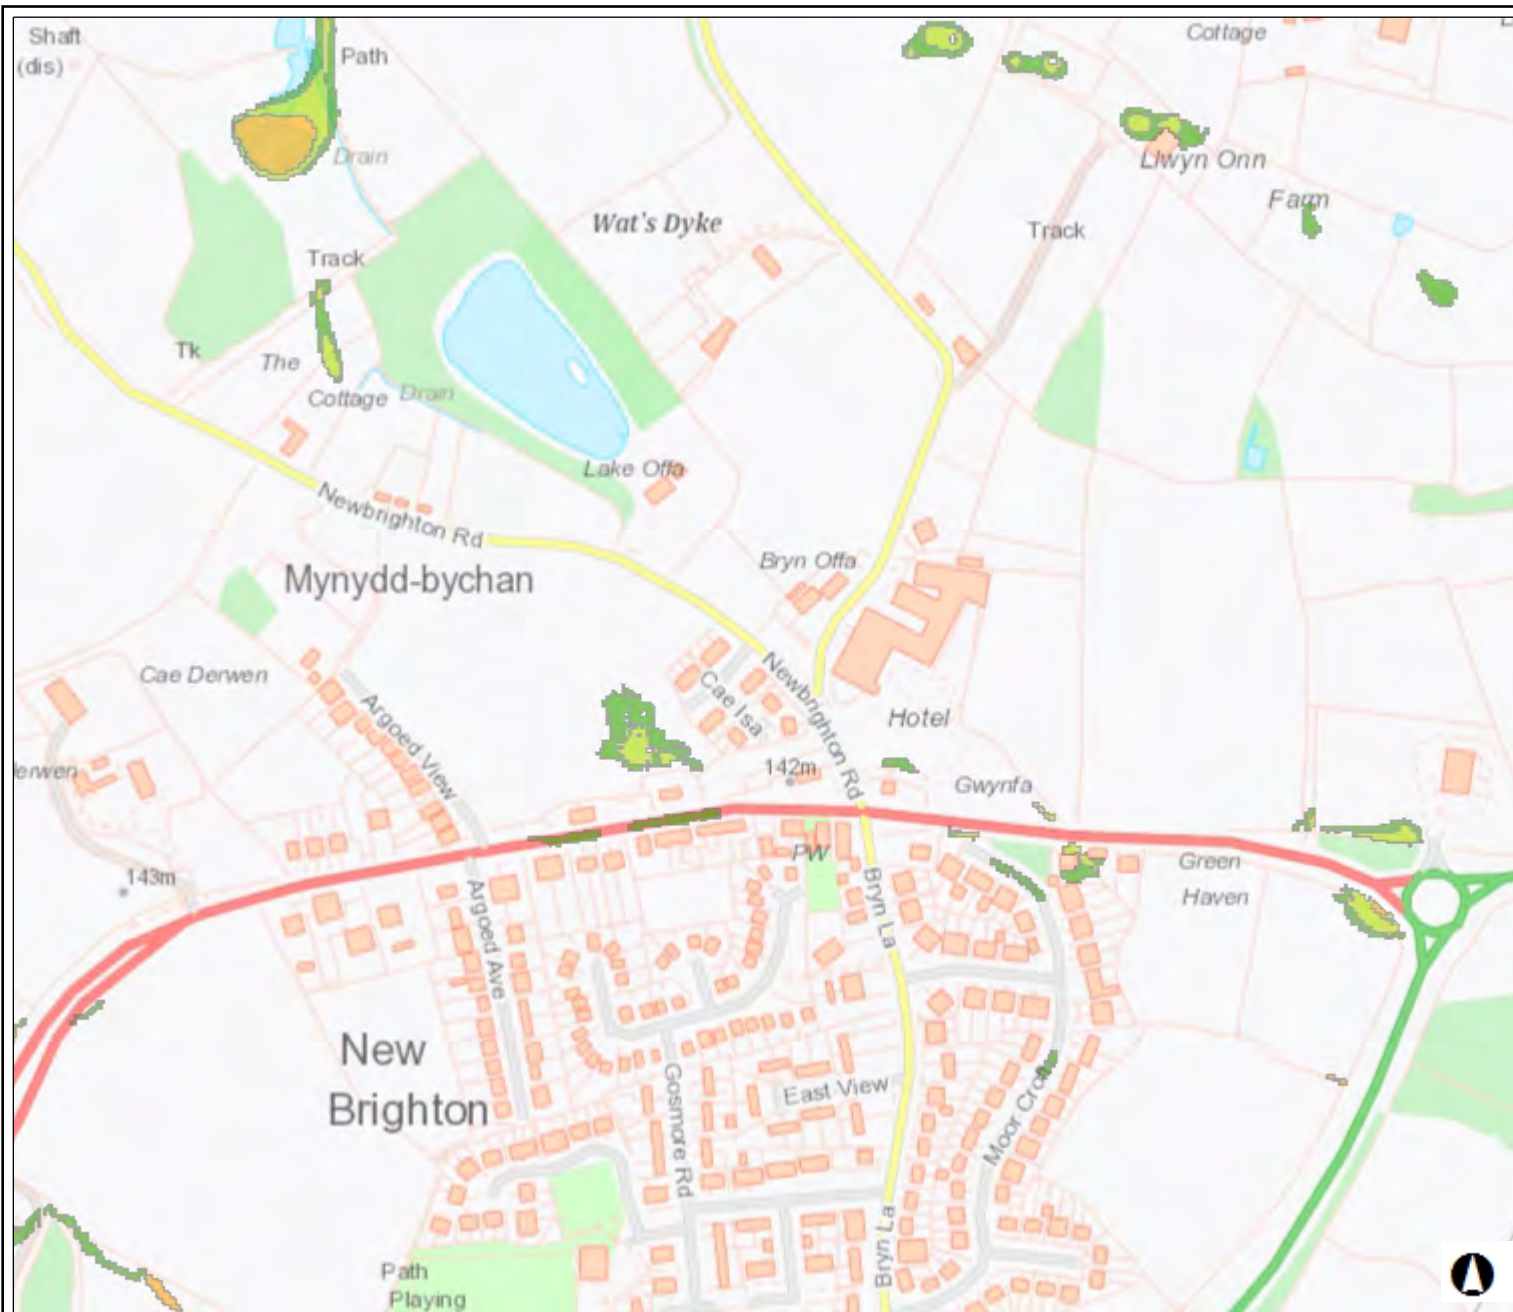 Shaft
(dis)
Path
Cottage
Drain
Llwyn Onn
Farm
Wat's Dyke
Track
Track
Tk
The
Cottage
Drain
Lake Offa
Newbrighton Rd
Bryn Offa
Mynydd-bychan
Cae Derwen
Newbrighton Rd
Cae Isa
Argoed View
Hotel
142m
erwen
Gwynfa
PW
Green
Haven
143m
Bryn La
Argoed Ave
New
Brighton
East View
Gosmore Rd
Moor Croft
Bryn La
Path
Playing